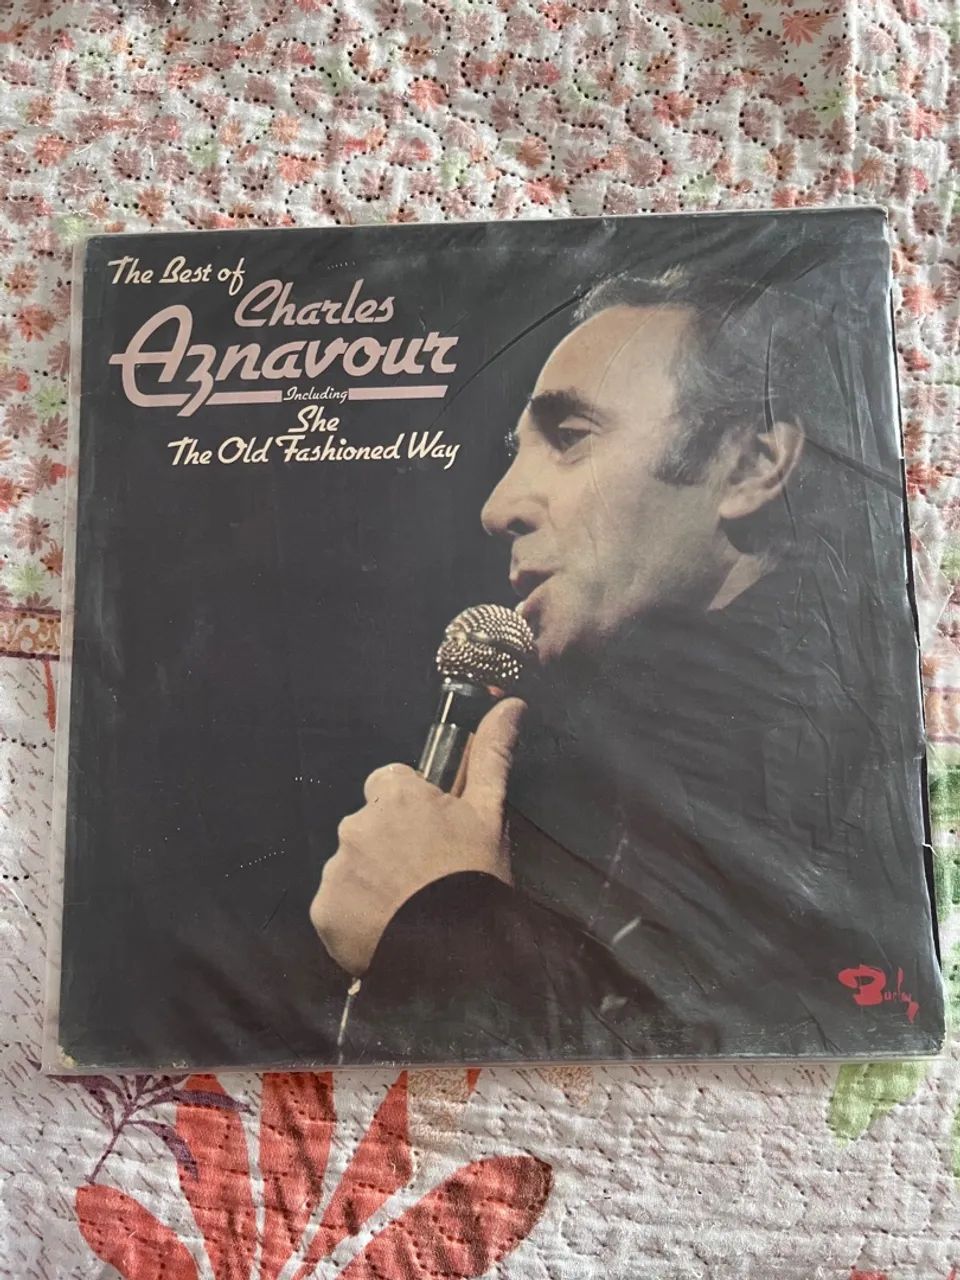 The Best of
Charles
Aznavour
Including
She
The Old Fashioned Way
Barclay